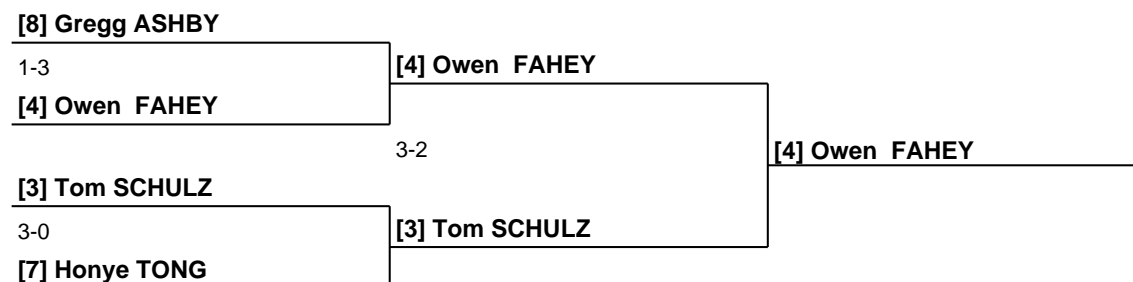 [8] Gregg ASHBY
1-3
[4] Owen  FAHEY
[4] Owen  FAHEY
3-2
[4] Owen  FAHEY
[3] Tom SCHULZ
3-0
[3] Tom SCHULZ
[7] Honye TONG